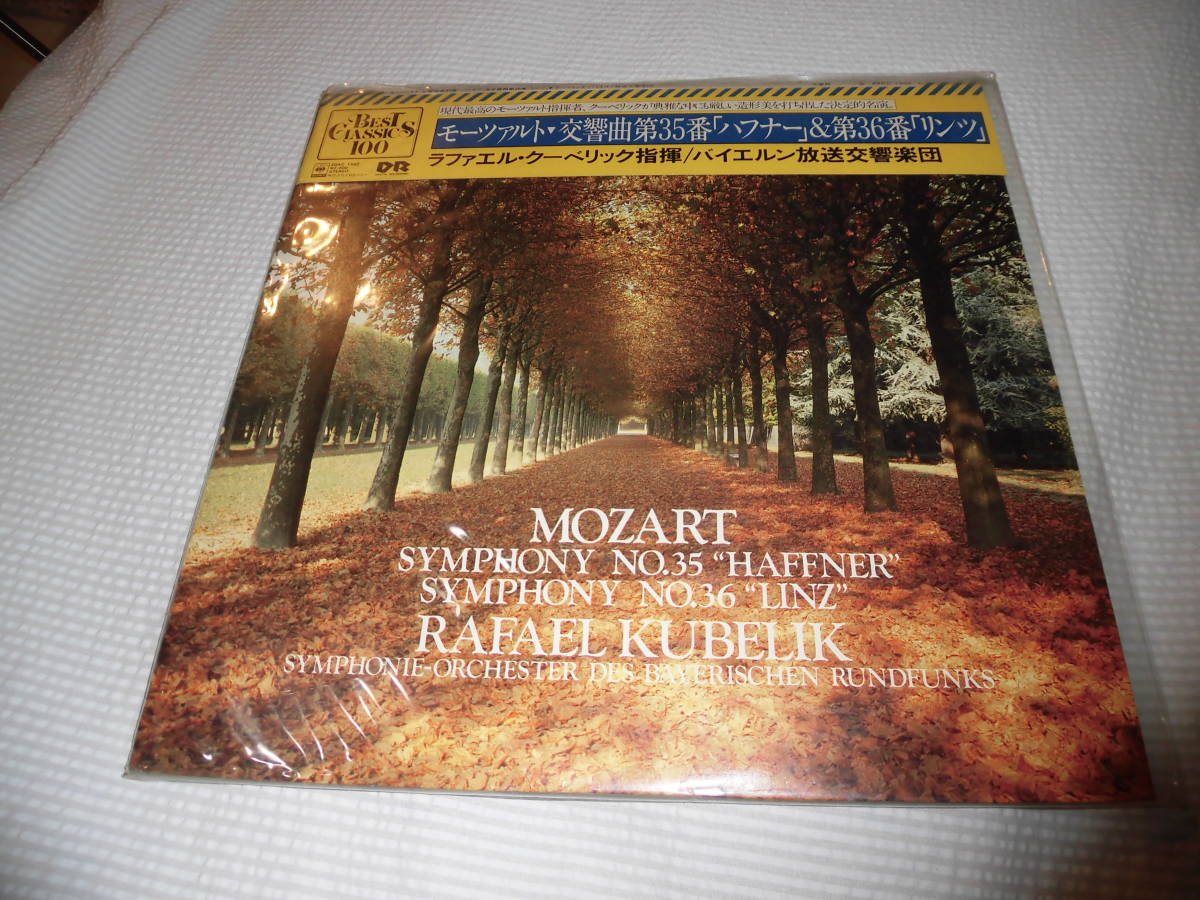 現代最高のモーツァルト指揮者、クーベリックが典雅な中にも厳しい造形美を打ち出した決定的名演。
BEST CLASSICS 100
モーツァルト・交響曲第35番「ハフナー」&第36番「リンツ」
ラファエル・クーベリック指揮/バイエルン放送交響楽団
STEREO
DR
MOZART
SYMPHONY NO.35 “HAFFNER”
SYMPHONY NO.36 “LINZ”
RAFAEL KUBELIK
SYMPHONIE-ORCHESTER DES BAYERISCHEN RUNDFUNKS